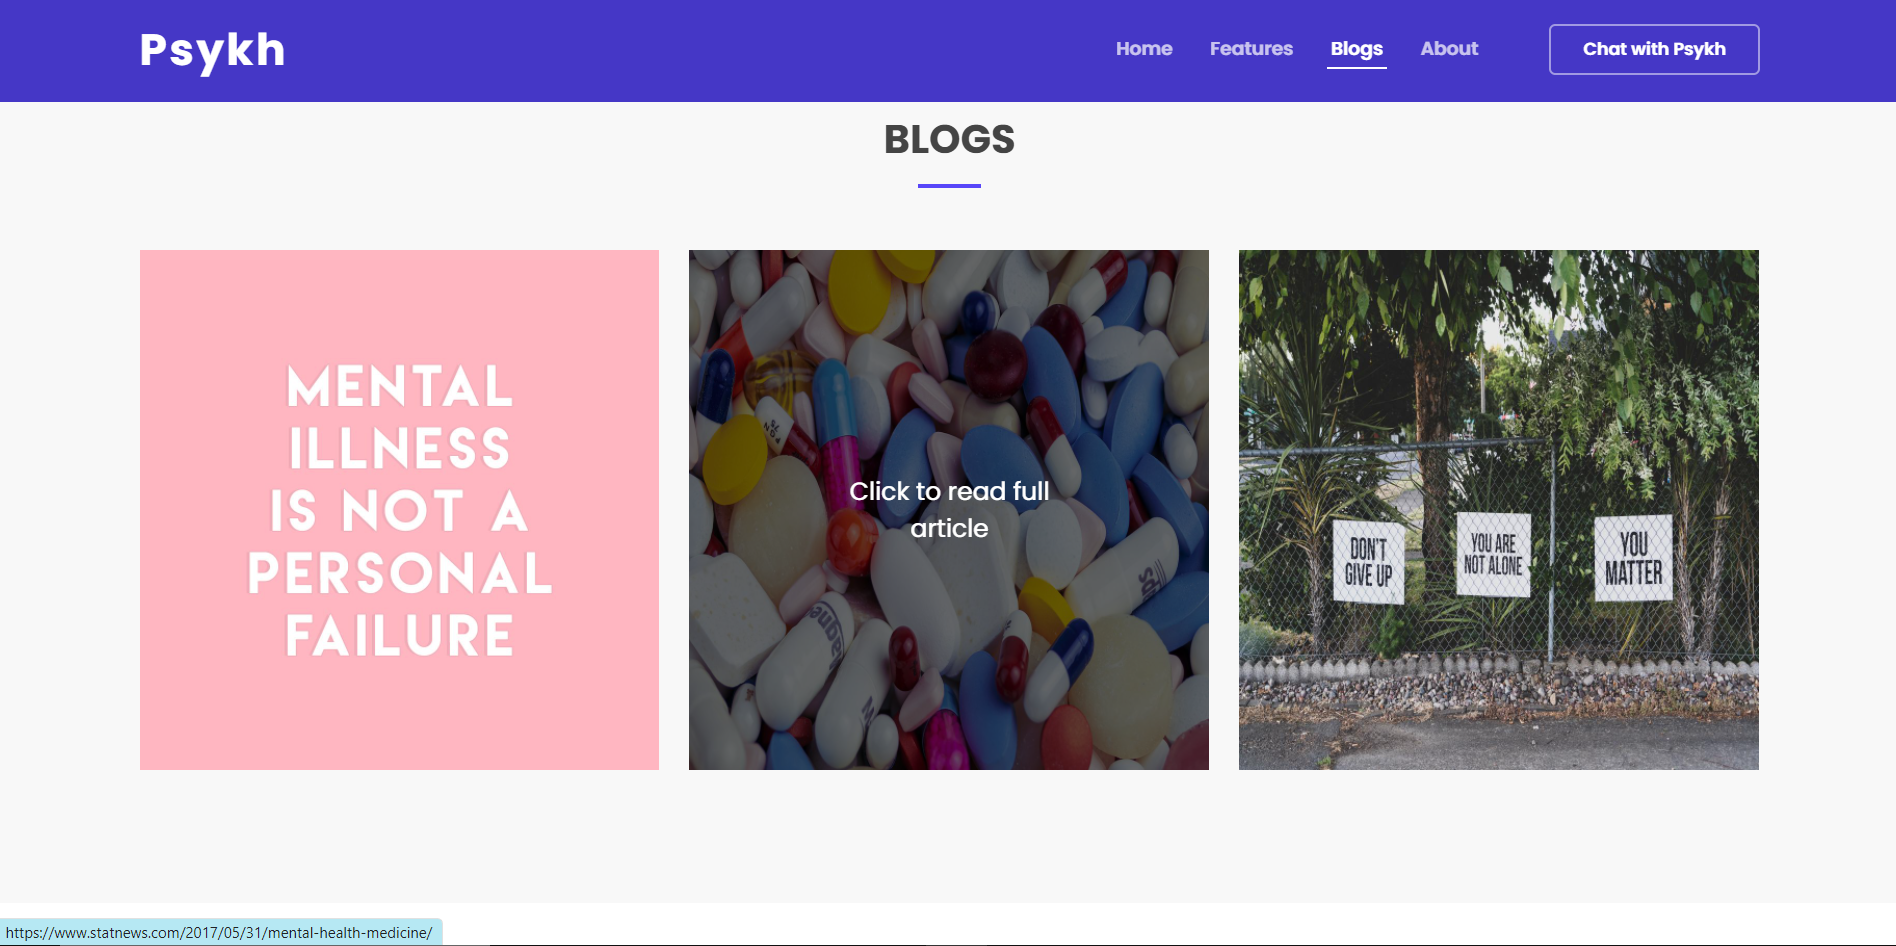 Psykh
Home Features Blogs About Chat with Psykh
BLOGS
MENTAL
ILLNESS
IS NOT A
PERSONAL
FAILURE
Click to read full
article
DON'T
GIVE UP
YOU ARE
NOT ALONE
YOU
MATTER
https://www.statnews.com/2017/05/31/mental-health-medicine/